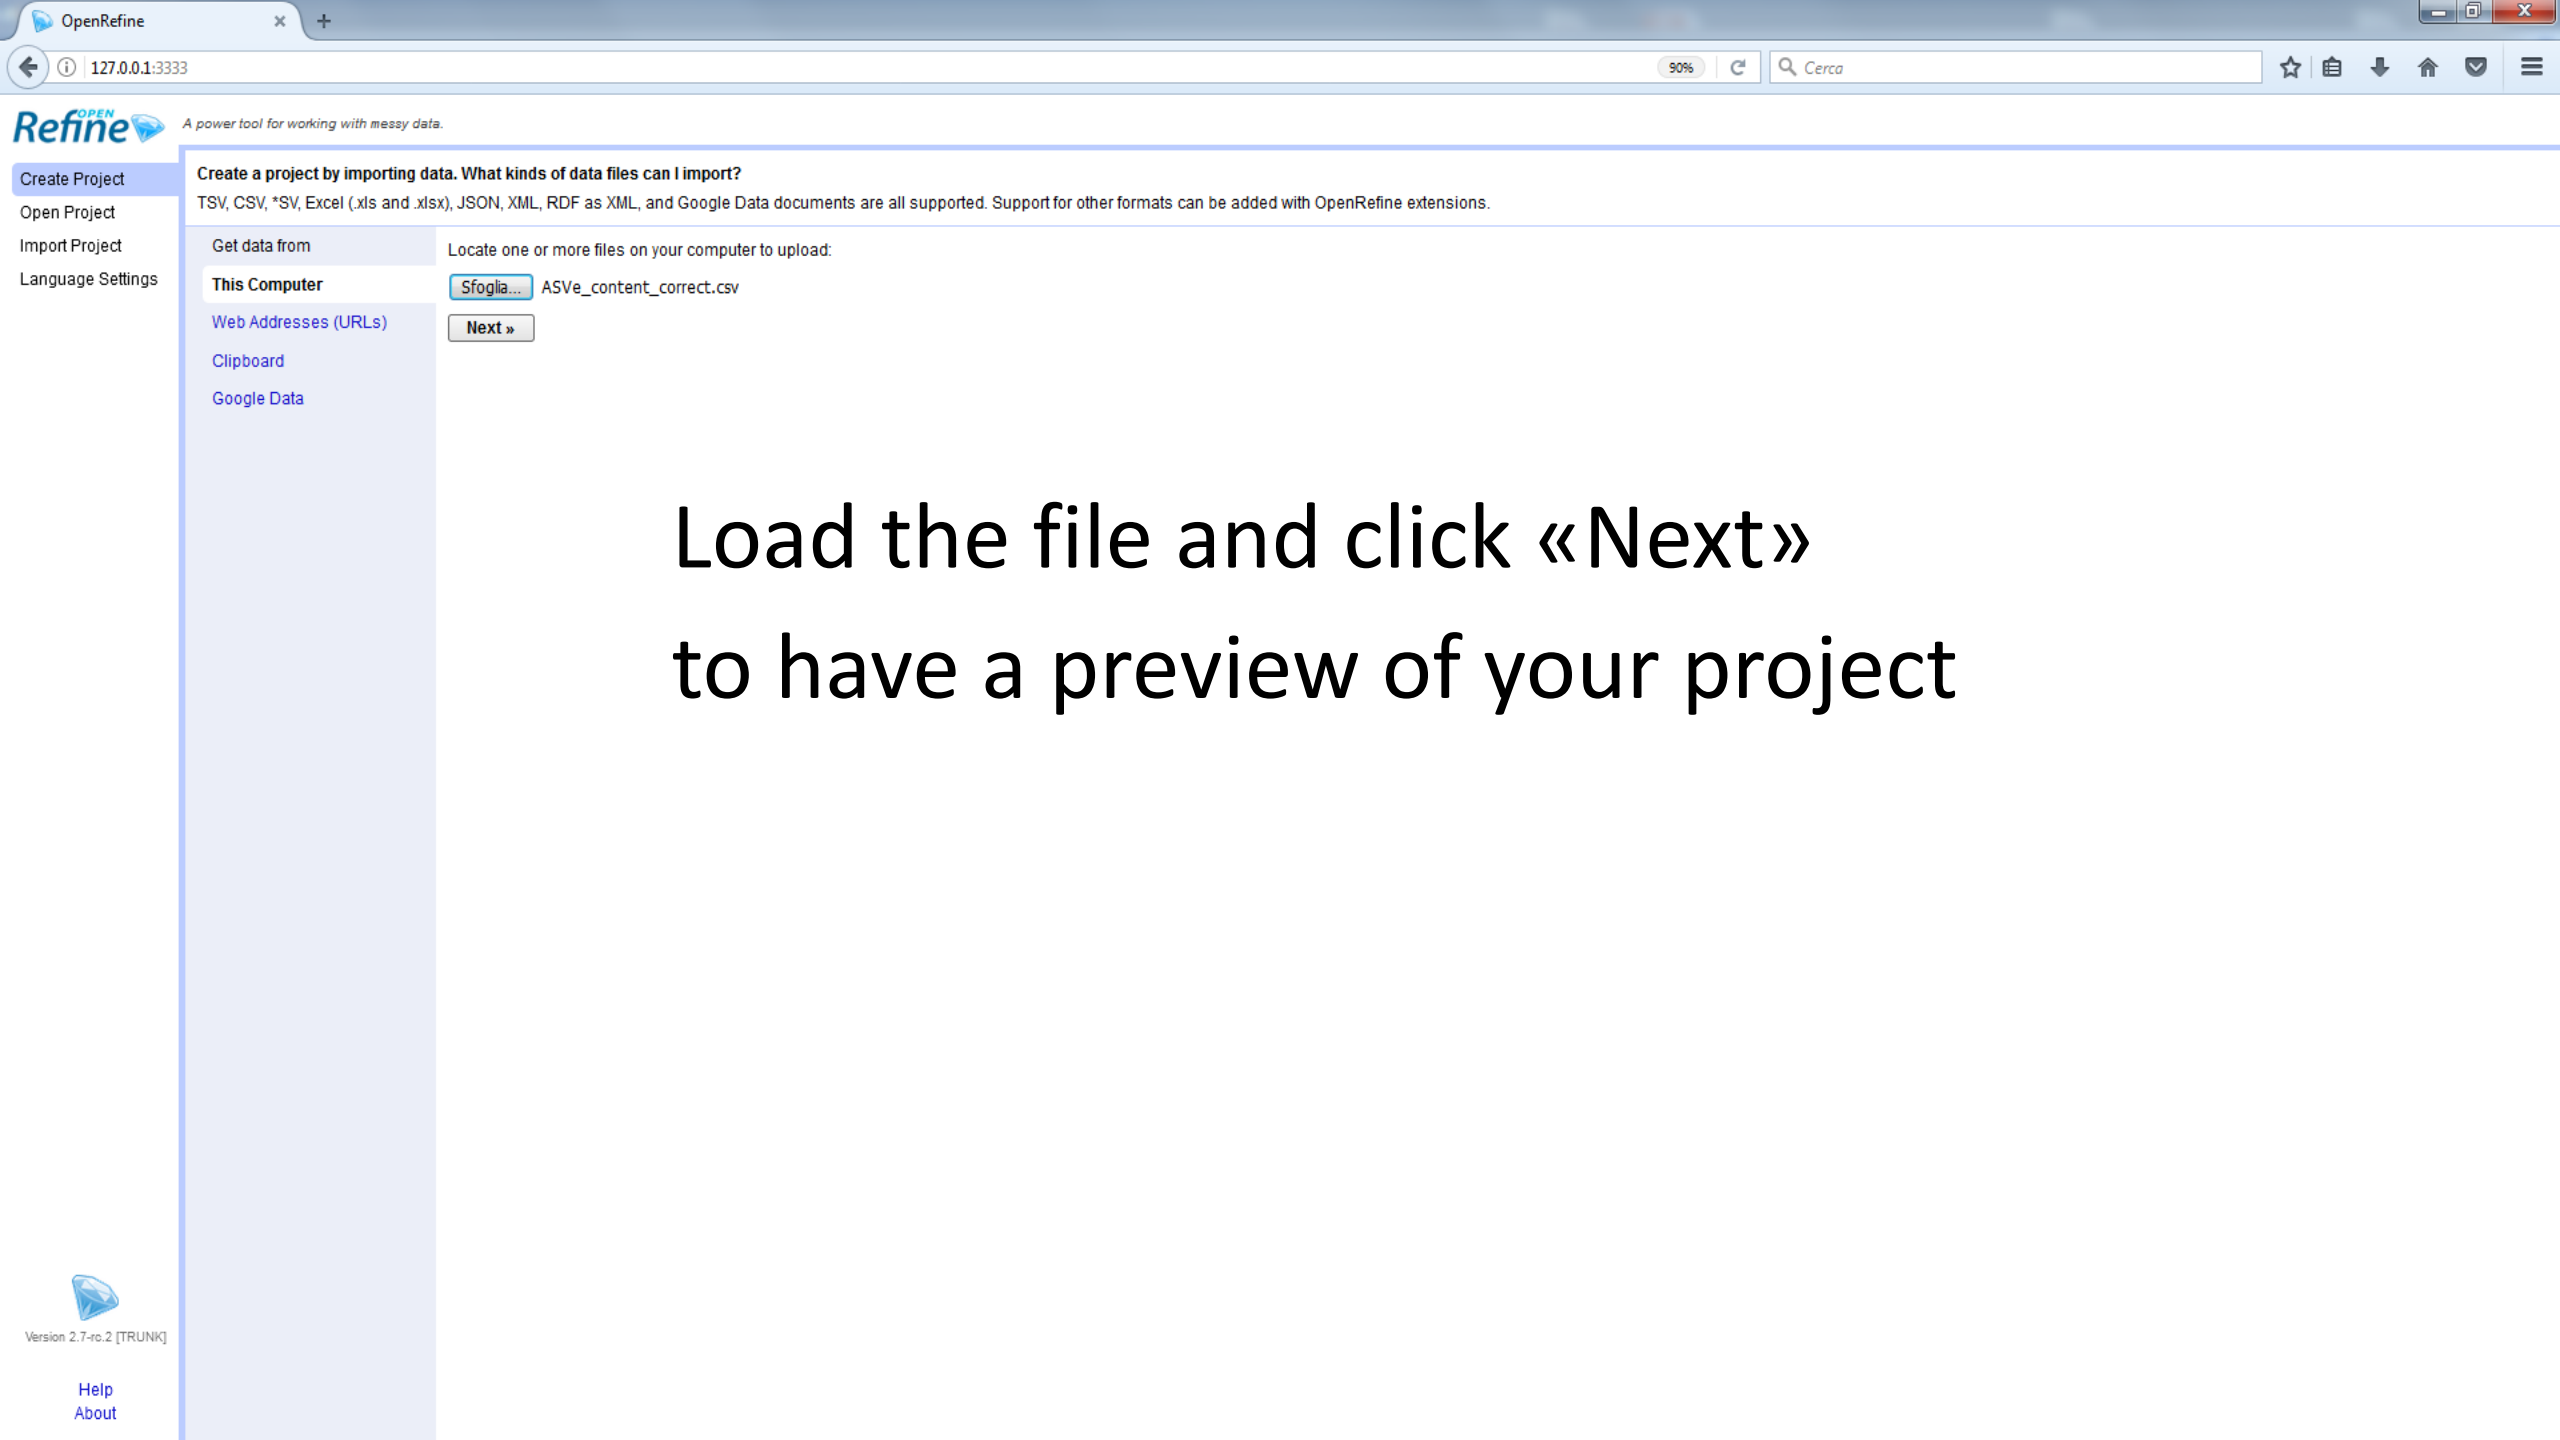 OpenRefine
127.0.0.1:3333
90%
Cerca
OPEN
Refine
A power tool for working with messy data.
Create Project
Open Project
Import Project
Language Settings
Create a project by importing data. What kinds of data files can I import?
TSV, CSV, *SV, Excel (.xls and .xlsx), JSON, XML, RDF as XML, and Google Data documents are all supported. Support for other formats can be added with OpenRefine extensions.
Get data from
This Computer
Web Addresses (URLs)
Clipboard
Google Data
Locate one or more files on your computer to upload:
Sfoglia... ASVe_content_correct.csv
Next »
Load the file and click «Next»
to have a preview of your project
Version 2.7-rc.2 [TRUNK]
Help
About